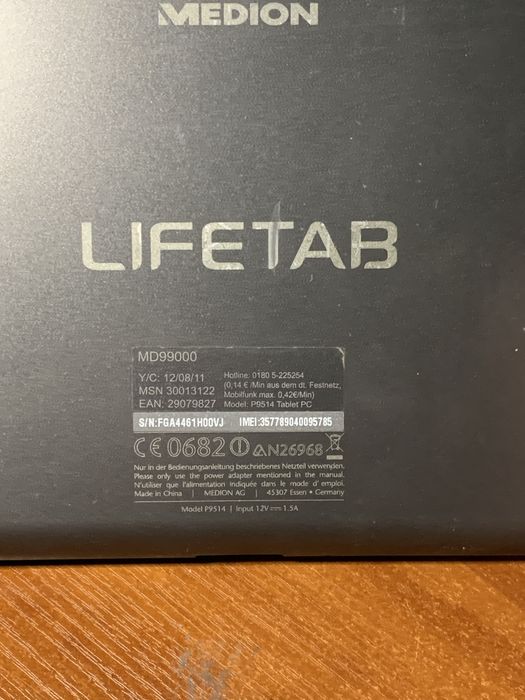 MEDION
LIFETAB
MD99000
Y/C: 12/08/11
MSN 30013122
EAN: 29079827
Hotline: 0180 5-225254
(0,14 € /Min aus dem dt. Festnetz,
Mobilfunk max. 0,42€/Min)
Model: P9514 Tablet PC
S/N:FGA4461H00VJ IMEI:357789040095785
CE0682 N26968
Nur in der Bedienungsanleitung beschriebenes Netzteil verwenden.
Please only use the power adapter mentioned in the manual.
N'utiliser que l'alimentation indiquée dans le mode d'emploi.
Made in China | MEDION AG | 45307 Essen • Germany
Model P9514 | Input 12V⎓1.5A